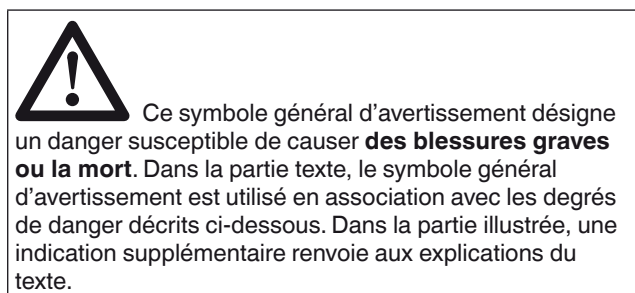 Ce symbole général d’avertissement désigne
un danger susceptible de causer des blessures graves
ou la mort. Dans la partie texte, le symbole général
d’avertissement est utilisé en association avec les degrés
de danger décrits ci-dessous. Dans la partie illustrée, une
indication supplémentaire renvoie aux explications du
texte.